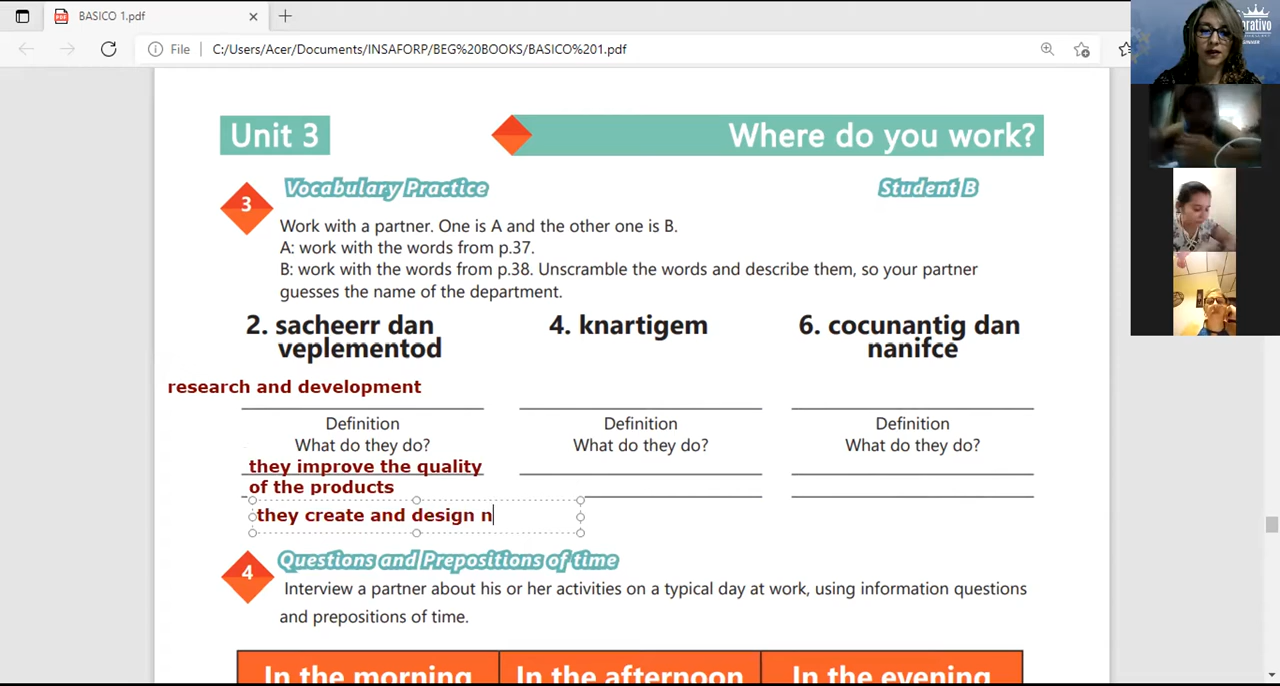 BASICO 1.pdf
File
C:/Users/Acer/Documents/INSAFORP/BEG%20BOOKS/BASICO%201.pdf
Unit 3
Where do you work?
3
Vocabulary Practice
Student B
Work with a partner. One is A and the other one is B.
A: work with the words from p.37.
B: work with the words from p.38. Unscramble the words and describe them, so your partner
guesses the name of the department.
2. sacheerr dan
veplementod
4. knartigem
6. cocunantig dan
nanifce
research and development
Definition
What do they do?
Definition
What do they do?
Definition
What do they do?
they improve the quality
of the products
they create and design n
4
Questions and Prepositions of time
Interview a partner about his or her activities on a typical day at work, using information questions
and prepositions of time.
In the morning
In the afternoon
In the evening